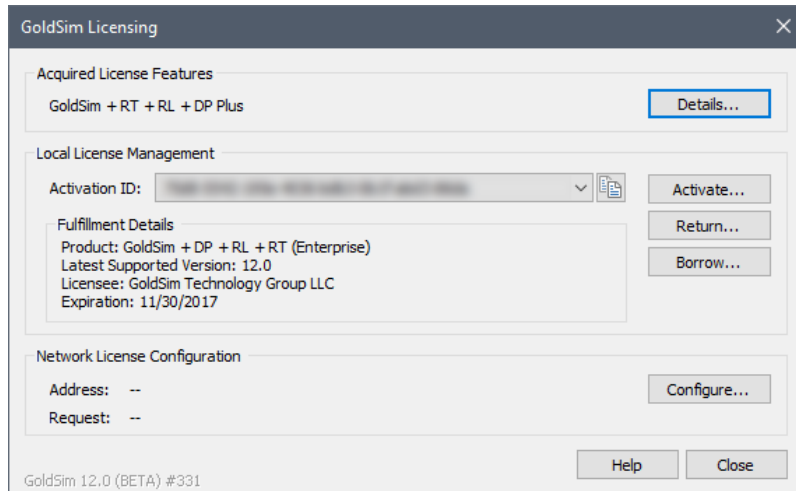 GoldSim Licensing
Acquired License Features
GoldSim + RT + RL + DP Plus
Details...
Local License Management
Activation ID:
Activate...
Fulfillment Details
Return...
Product: GoldSim + DP + RL + RT (Enterprise)
Latest Supported Version: 12.0
Borrow...
Licensee: GoldSim Technology Group LLC
Expiration: 11/30/2017
Network License Configuration
Address: --
Configure...
Request: --
Help
Close
GoldSim 12.0 (BETA) #331